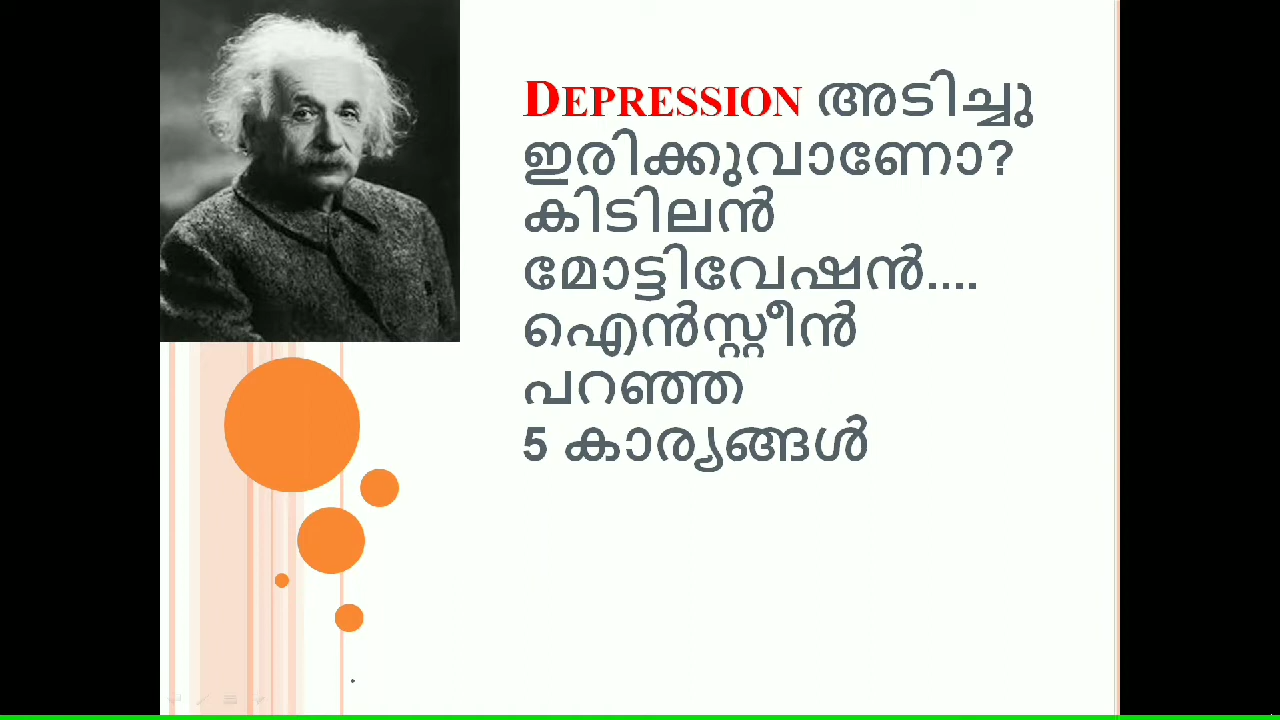 DEPRESSION അടിച്ചു
ഇരിക്കുവാണോ?
കിടിലൻ
മോട്ടിവേഷൻ....
ഐൻസ്റ്റീൻ
പറഞ്ഞ
5 കാര്യങ്ങൾ